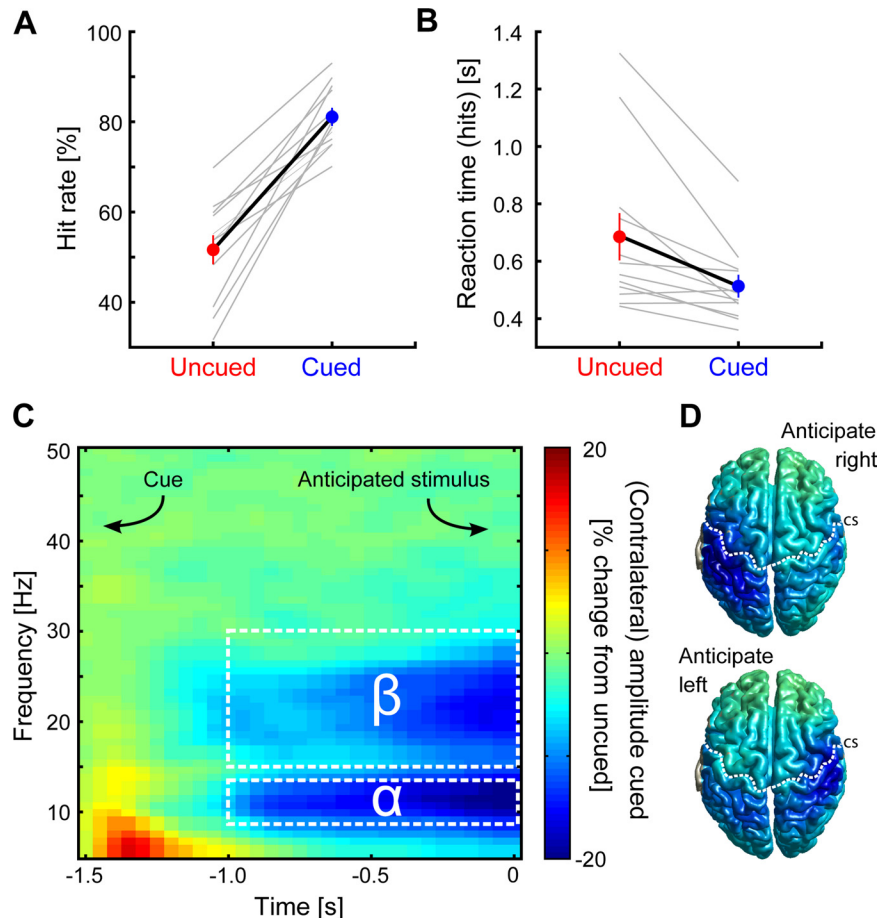 A
100
80
60
40
Hit rate [%]
Uncued
Cued
B
1.4
1.2
1.0
0.8
0.6
0.4
Reaction time (hits) [s]
Uncued
Cued
C
50
40
30
20
10
Frequency [Hz]
Cue
Anticipated stimulus
β
α
-1.5
-1.0
-0.5
0
Time [s]
20
-20
(Contralateral) amplitude cued
[% change from uncued]
D
Anticipate
right
cs
Anticipate
left
cs